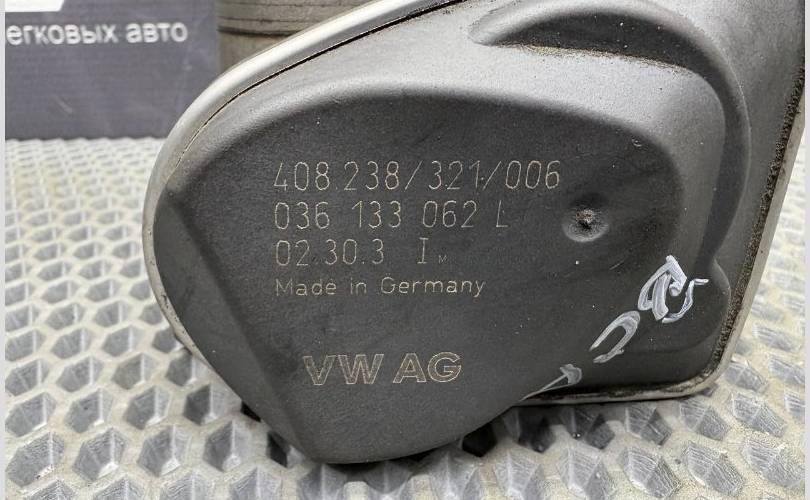 легковых авто
408.238/321/006
036 133 062 L
02.30.3 I M
Made in Germany
VW AG